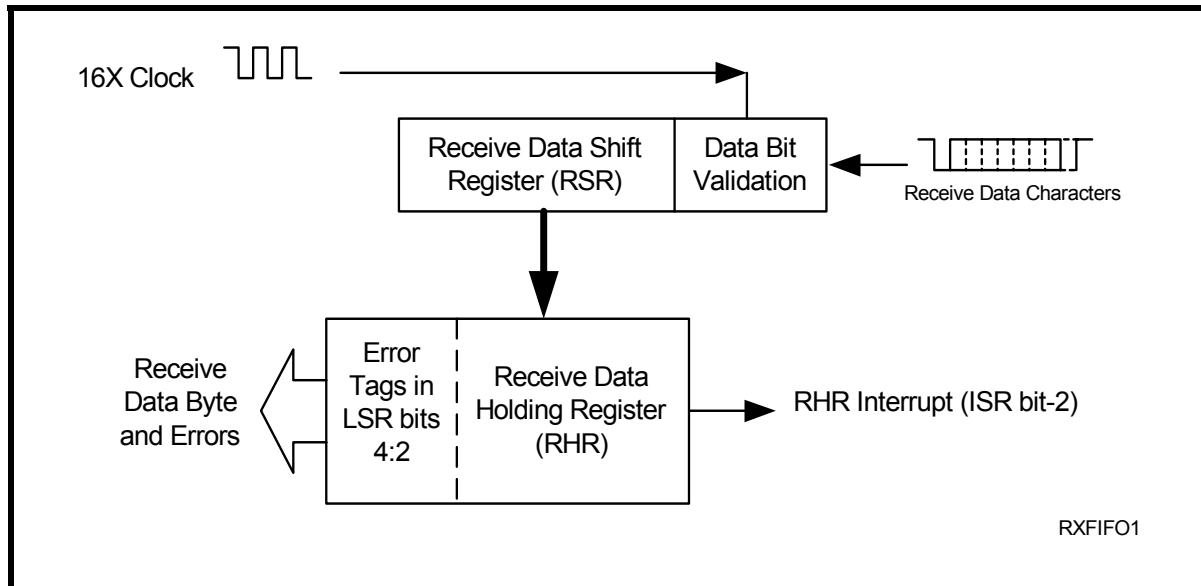 16X Clock
Receive Data Shift
Register (RSR)
Data Bit
Validation
Receive Data Characters
Receive
Data Byte
and Errors
Error
Tags in
LSR bits
4:2
Receive Data
Holding Register
(RHR)
RHR Interrupt (ISR bit-2)
RXFIFO1